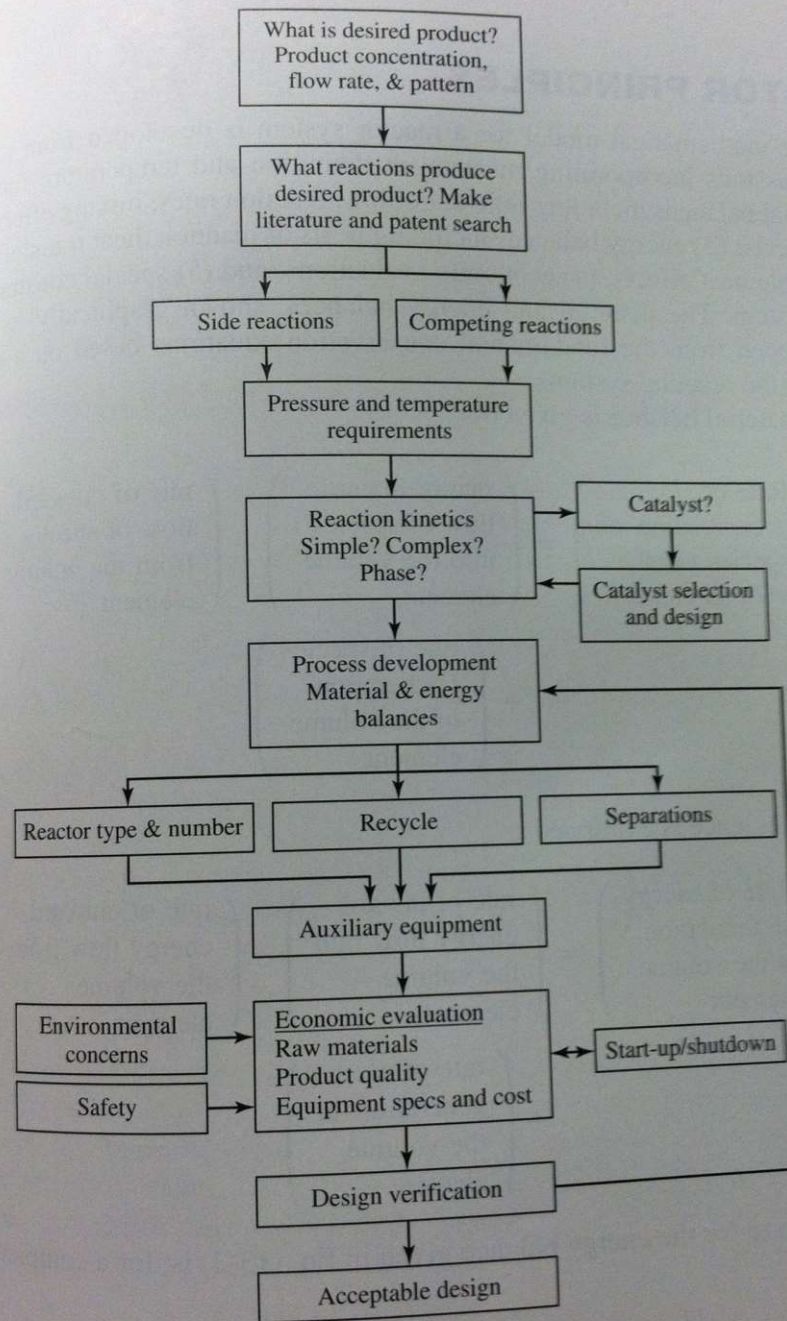 What is desired product?
Product concentration,
flow rate, & pattern
What reactions produce
desired product? Make
literature and patent search
Side reactions
Competing reactions
Pressure and temperature
requirements
Reaction kinetics
Simple? Complex?
Phase?
Catalyst?
Catalyst selection
and design
Process development
Material & energy
balances
Reactor type & number
Recycle
Separations
Auxiliary equipment
Environmental
concerns
Safety
Economic evaluation
Raw materials
Product quality
Equipment specs and cost
Start-up/shutdown
Design verification
Acceptable design